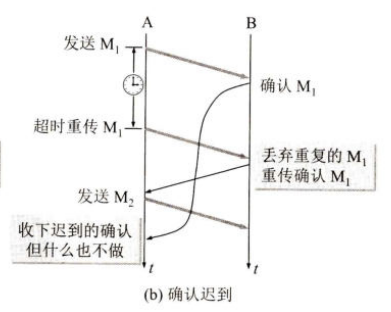 A
B
发送 M₁
确认 M₁
超时重传 M₁
丢弃重复的 M₁
重传确认 M₁
发送 M₂
收下迟到的确认
但什么也不做
t
t
(b) 确认迟到